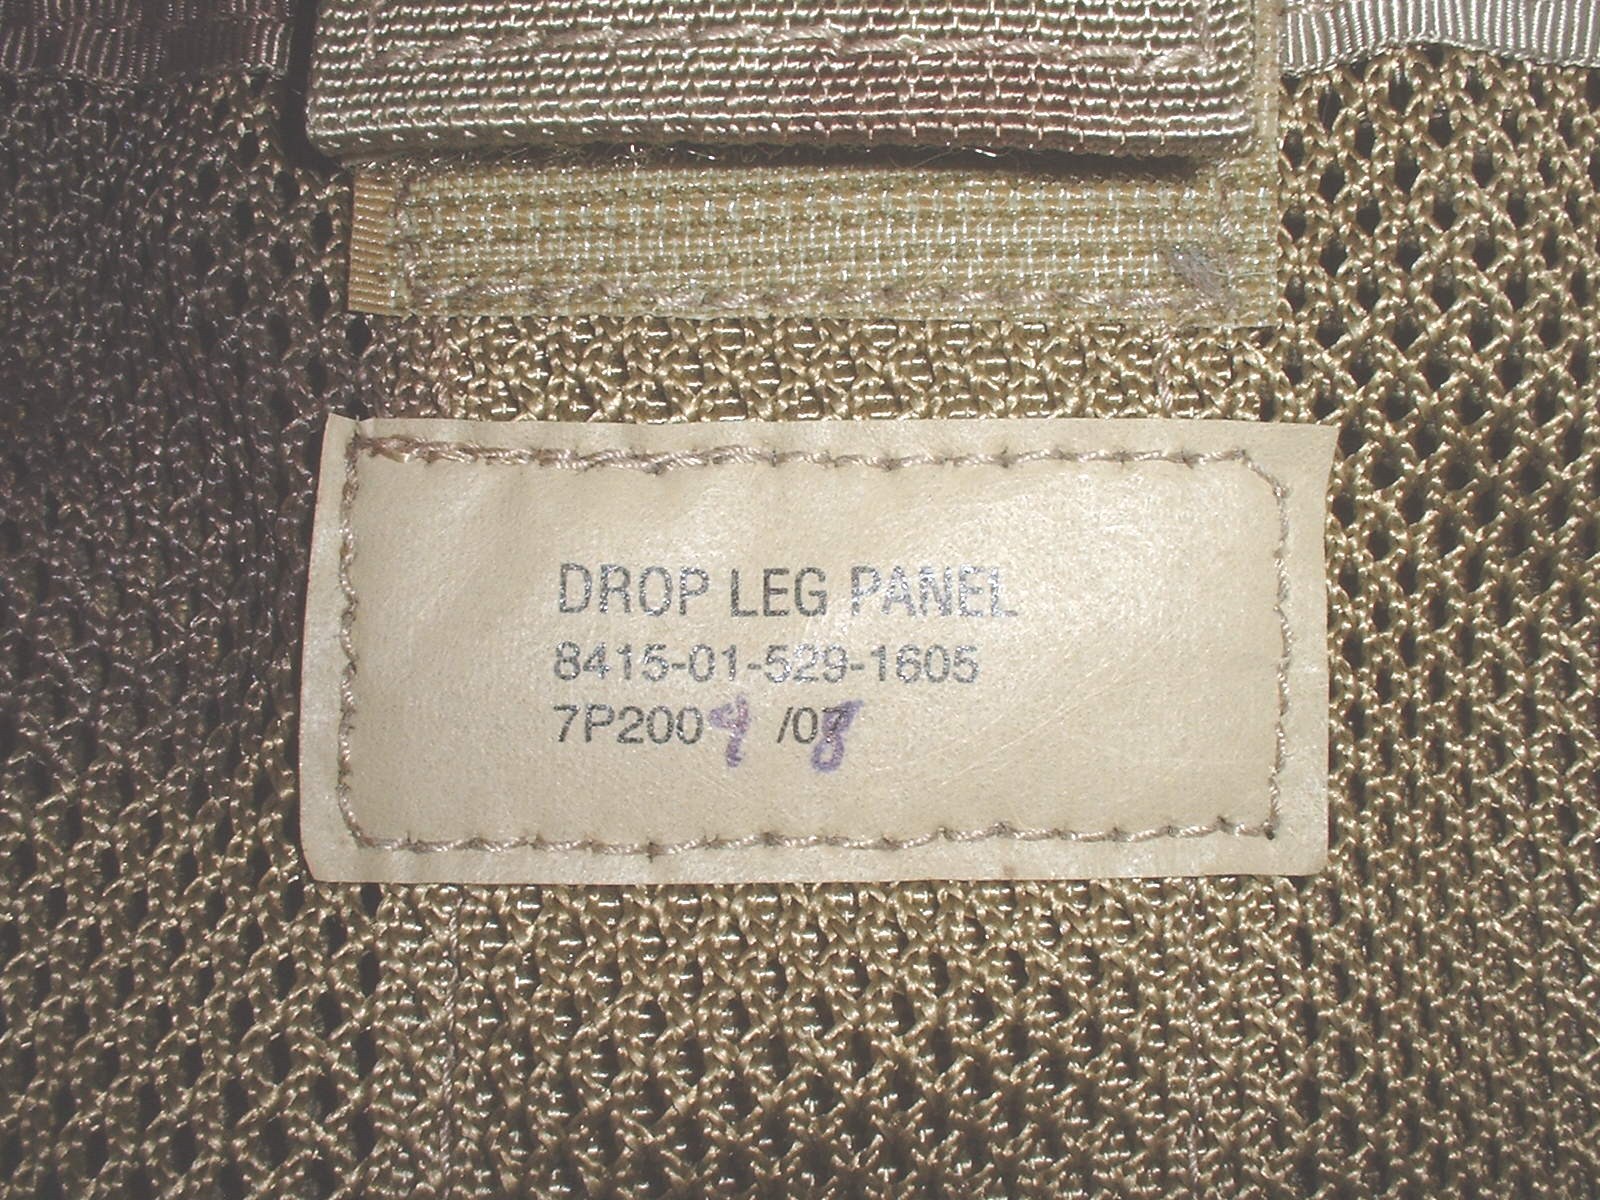 DROP LEG PANEL
8415-01-529-1605
7P2004 /08